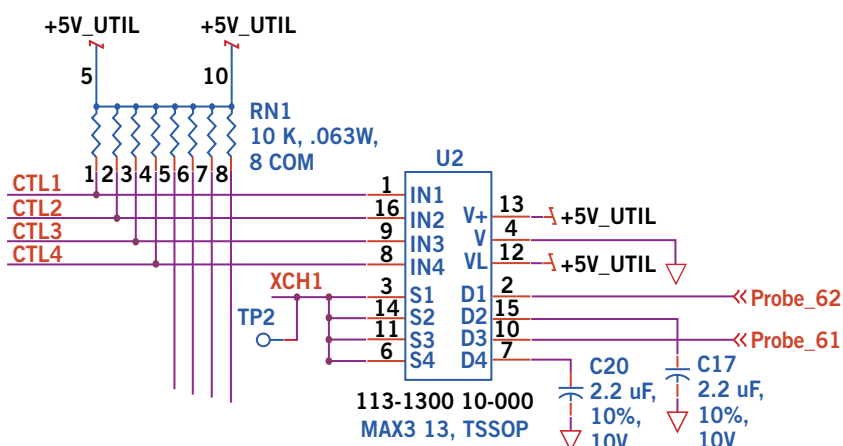 +5V_UTIL +5V_UTIL
5 10
RN1
10 K, .063W,
8 COM
1 2 3 4 5 6 7 8
U2
CTL1 1 IN1
CTL2 16 IN2 V+ 13 +5V_UTIL
CTL3 9 IN3 V 4
CTL4 8 IN4 VL 12 +5V_UTIL
XCH1 3 S1 D1 2 Probe_62
TP2 14 S2 D2 15
11 S3 D3 10 Probe_61
6 S4 D4 7
C20
2.2 uF,
10%,
10V
C17
2.2 uF,
10%,
10V
113-1300 10-000
MAX3 13, TSSOP